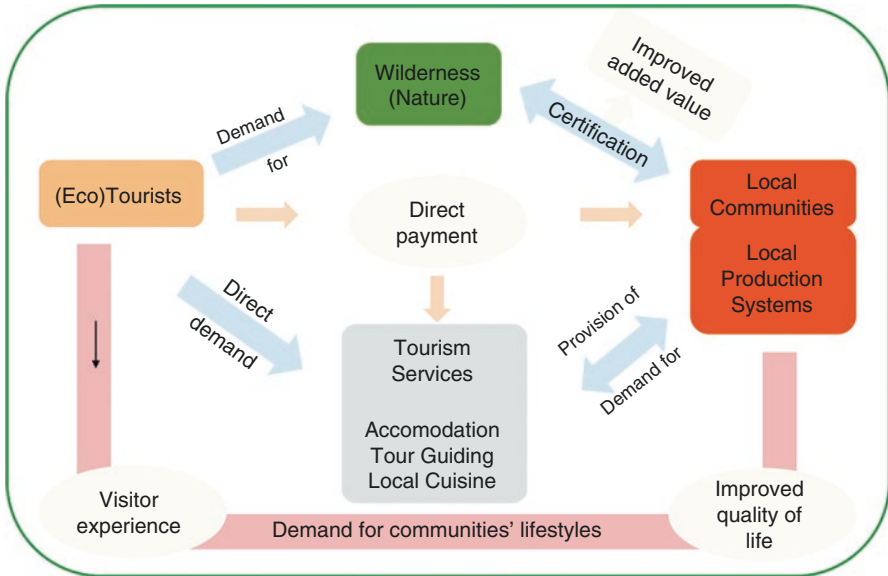 Wilderness
(Nature)
Improved
added value
Demand
for
Certification
(Eco)Tourists
Local
Communities
Direct
payment
Local
Production
Systems
Direct
demand
Provision of
Demand for
Tourism
Services
Accomodation
Tour Guiding
Local Cuisine
Visitor
experience
Demand for communities' lifestyles
Improved
quality of
life